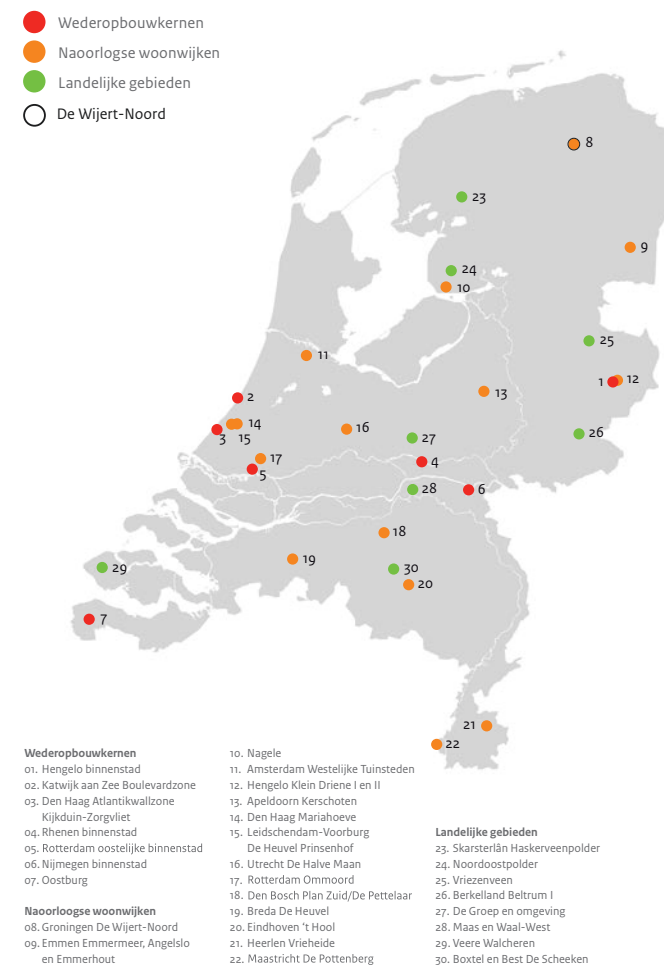 Wederopbouwkernen
Naoorlogse woonwijken
Landelijke gebieden
De Wijert-Noord
8
23
9
24
10
25
11
1
12
13
2
14
3
15
16
27
26
17
4
5
28
6
18
19
29
30
20
7
21
22
Wederopbouwkernen
01. Hengelo binnenstad
02. Katwijk aan Zee Boulevardzone
03. Den Haag Atlantikwallzone
Kijkduin-Zorgvliet
04. Rhenen binnenstad
05. Rotterdam oostelijke binnenstad
06. Nijmegen binnenstad
07. Oostburg
Naoorloogse woonwijken
08. Groningen De Wijert-Noord
09. Emmen Emmermeer, Angelslo
en Emmerhout
10. Nagele
11. Amsterdam Westelijke Tuinsteden
12. Hengelo Klein Driene I en II
13. Apeldoorn Kerschoten
14. Den Haag Mariahoeve
15. Leidschendam-Voorburg
De Heuvel Prinsenhof
16. Utrecht De Halve Maan
17. Rotterdam Ommoord
18. Den Bosch Plan Zuid/De Pettelaar
19. Breda De Heuvel
20. Eindhoven ‘t Hool
21. Heerlen Vrieheide
22. Maastricht De Pottenberg
Landelijke gebieden
23. Skarsterlân Haskerveenpolder
24. Noordoostpolder
25. Vriezenveen
26. Berkelland Beltrum I
27. De Groep en omgeving
28. Maas en Waal-West
29. Veere Walcheren
30. Boxtel en Best De Scheeken